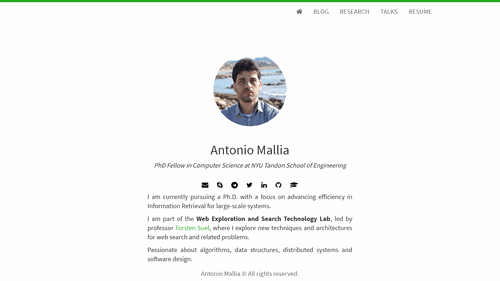 BLOG RESEARCH TALKS RESUME
Antonio Mallia
PhD Fellow in Computer Science at NYU Tandon School of Engineering
I am currently pursuing a Ph.D. with a focus on advancing efficiency in
Information Retrieval for large-scale systems.
I am part of the Web Exploration and Search Technology Lab, led by
professor Torsten Suel, where I explore new techniques and architectures
for web search and related problems.
Passionate about algorithms, data structures, distributed systems and
software design.
Antonio Mallia © All rights reserved.